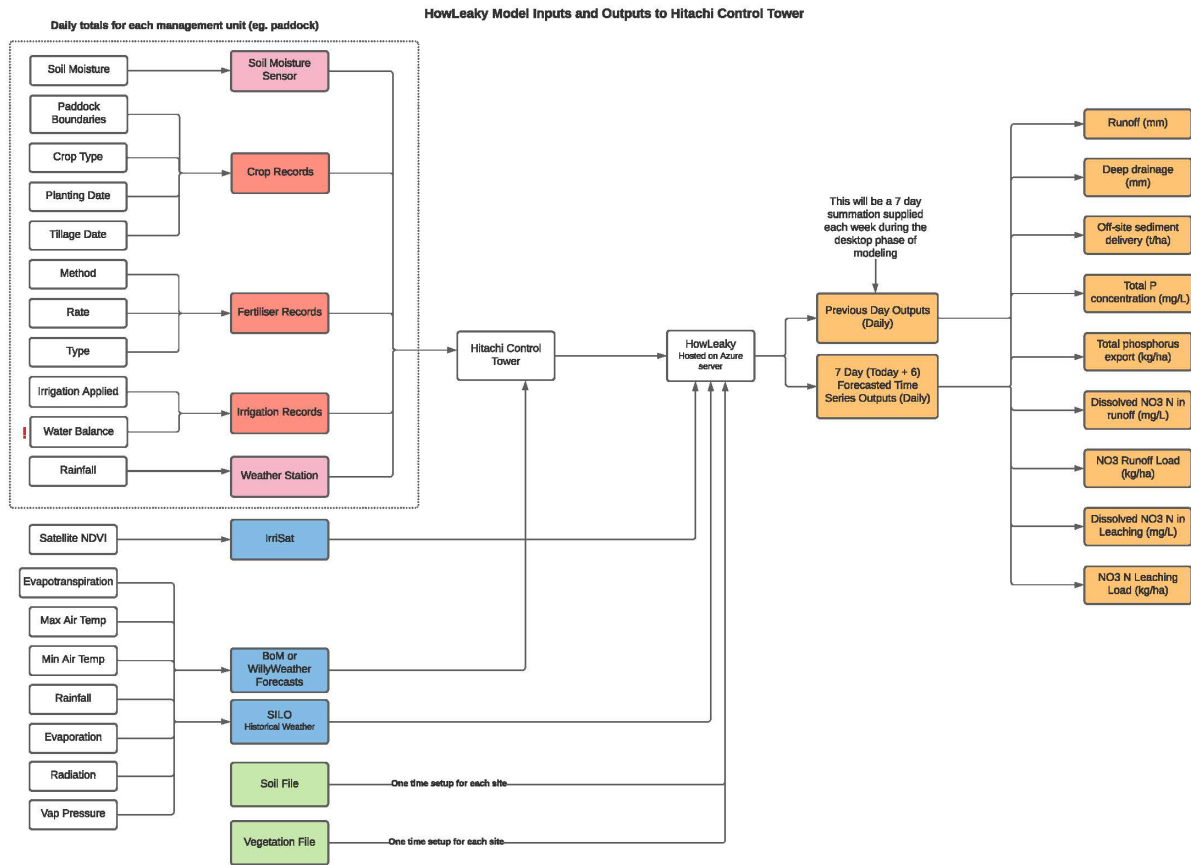 HowLeaky Model Inputs and Outputs to Hitachi Control Tower
Daily totals for each management unit (eg. paddock)
Soil Moisture
Soil Moisture
Sensor
Paddock
Boundaries
Crop Type
Planting Date
Tillage Date
Crop Records
Method
Rate
Type
Fertiliser Records
Irrigation Applied
!
Water Balance
Irrigation Records
Rainfall
Weather Station
Satellite NDVI
IrriSat
Evapotranspiration
Max Air Temp
Min Air Temp
Rainfall
Evaporation
Radiation
Vap Pressure
BoM or
WillyWeather
Forecasts
SILO
Historical Weather
Soil File
One time setup for each site
Vegetation File
One time setup for each site
Hitachi Control
Tower
HowLeaky
Hosted on Azure
server
This will be a 7 day
summation supplied
each week during the
desktop phase of
modeling
Previous Day Outputs
(Daily)
7 Day (Today + 6)
Forecasted Time
Series Outputs (Daily)
Runoff (mm)
Deep drainage
(mm)
Off-site sediment
delivery (t/ha)
Total P
concentration (mg/L)
Total phosphorus
export (kg/ha)
Dissolved NO3 N in
runoff (mg/L)
NO3 Runoff Load
(kg/ha)
Dissolved NO3 N in
Leaching (mg/L)
NO3 N Leaching
Load (kg/ha)